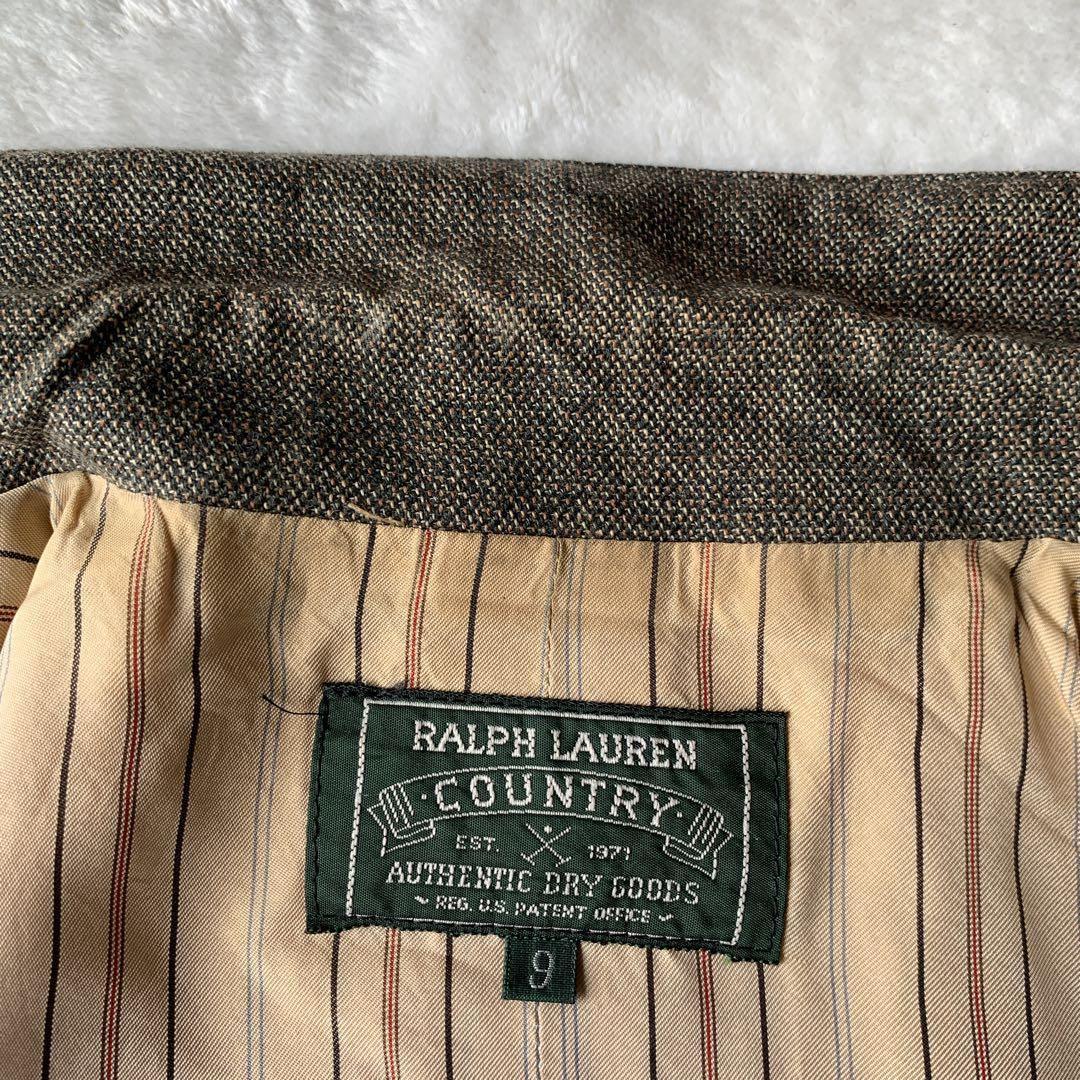 RALPH LAUREN
·COUNTRY·
EST. 1971
AUTHENTIC DRY GOODS
REG. U.S. PATENT OFFICE
9